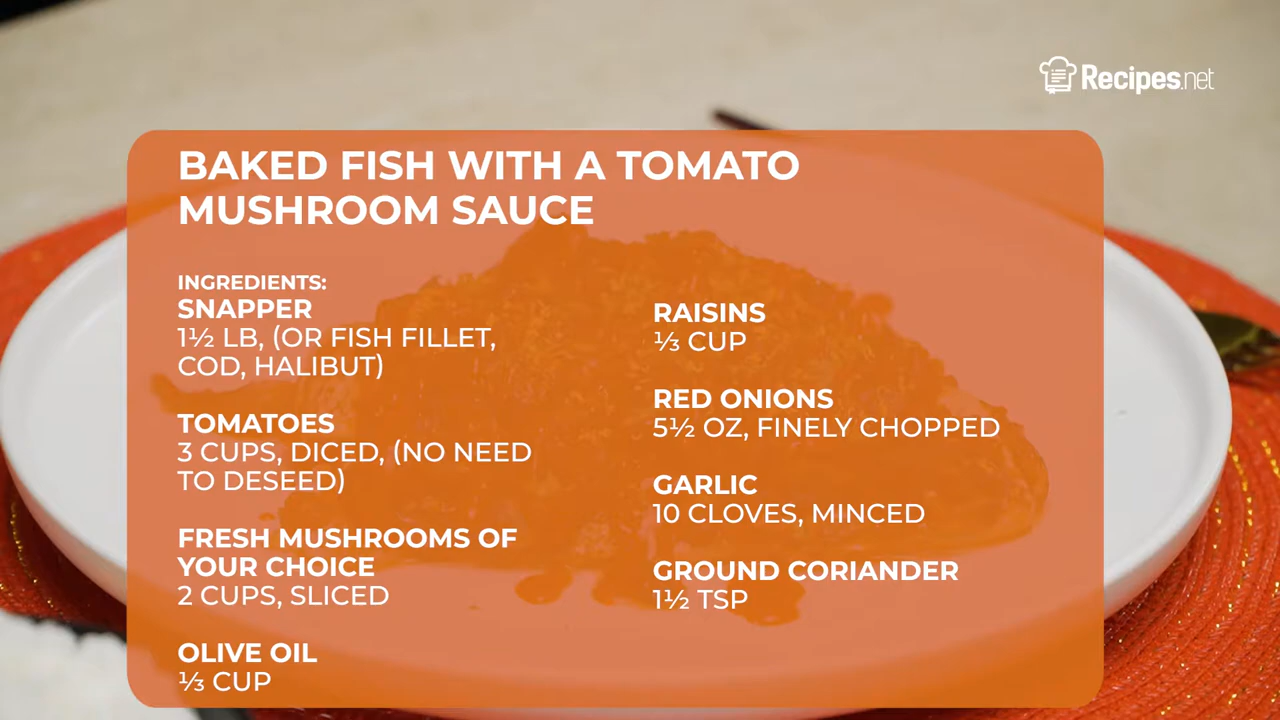 Recipes.net
BAKED FISH WITH A TOMATO
MUSHROOM SAUCE
INGREDIENTS:
SNAPPER
1½ LB, (OR FISH FILLET,
COD, HALIBUT)
TOMATOES
3 CUPS, DICED, (NO NEED
TO DESEED)
FRESH MUSHROOMS OF
YOUR CHOICE
2 CUPS, SLICED
OLIVE OIL
⅓ CUP
RAISINS
⅓ CUP
RED ONIONS
5½ OZ, FINELY CHOPPED
GARLIC
10 CLOVES, MINCED
GROUND CORIANDER
1½ TSP